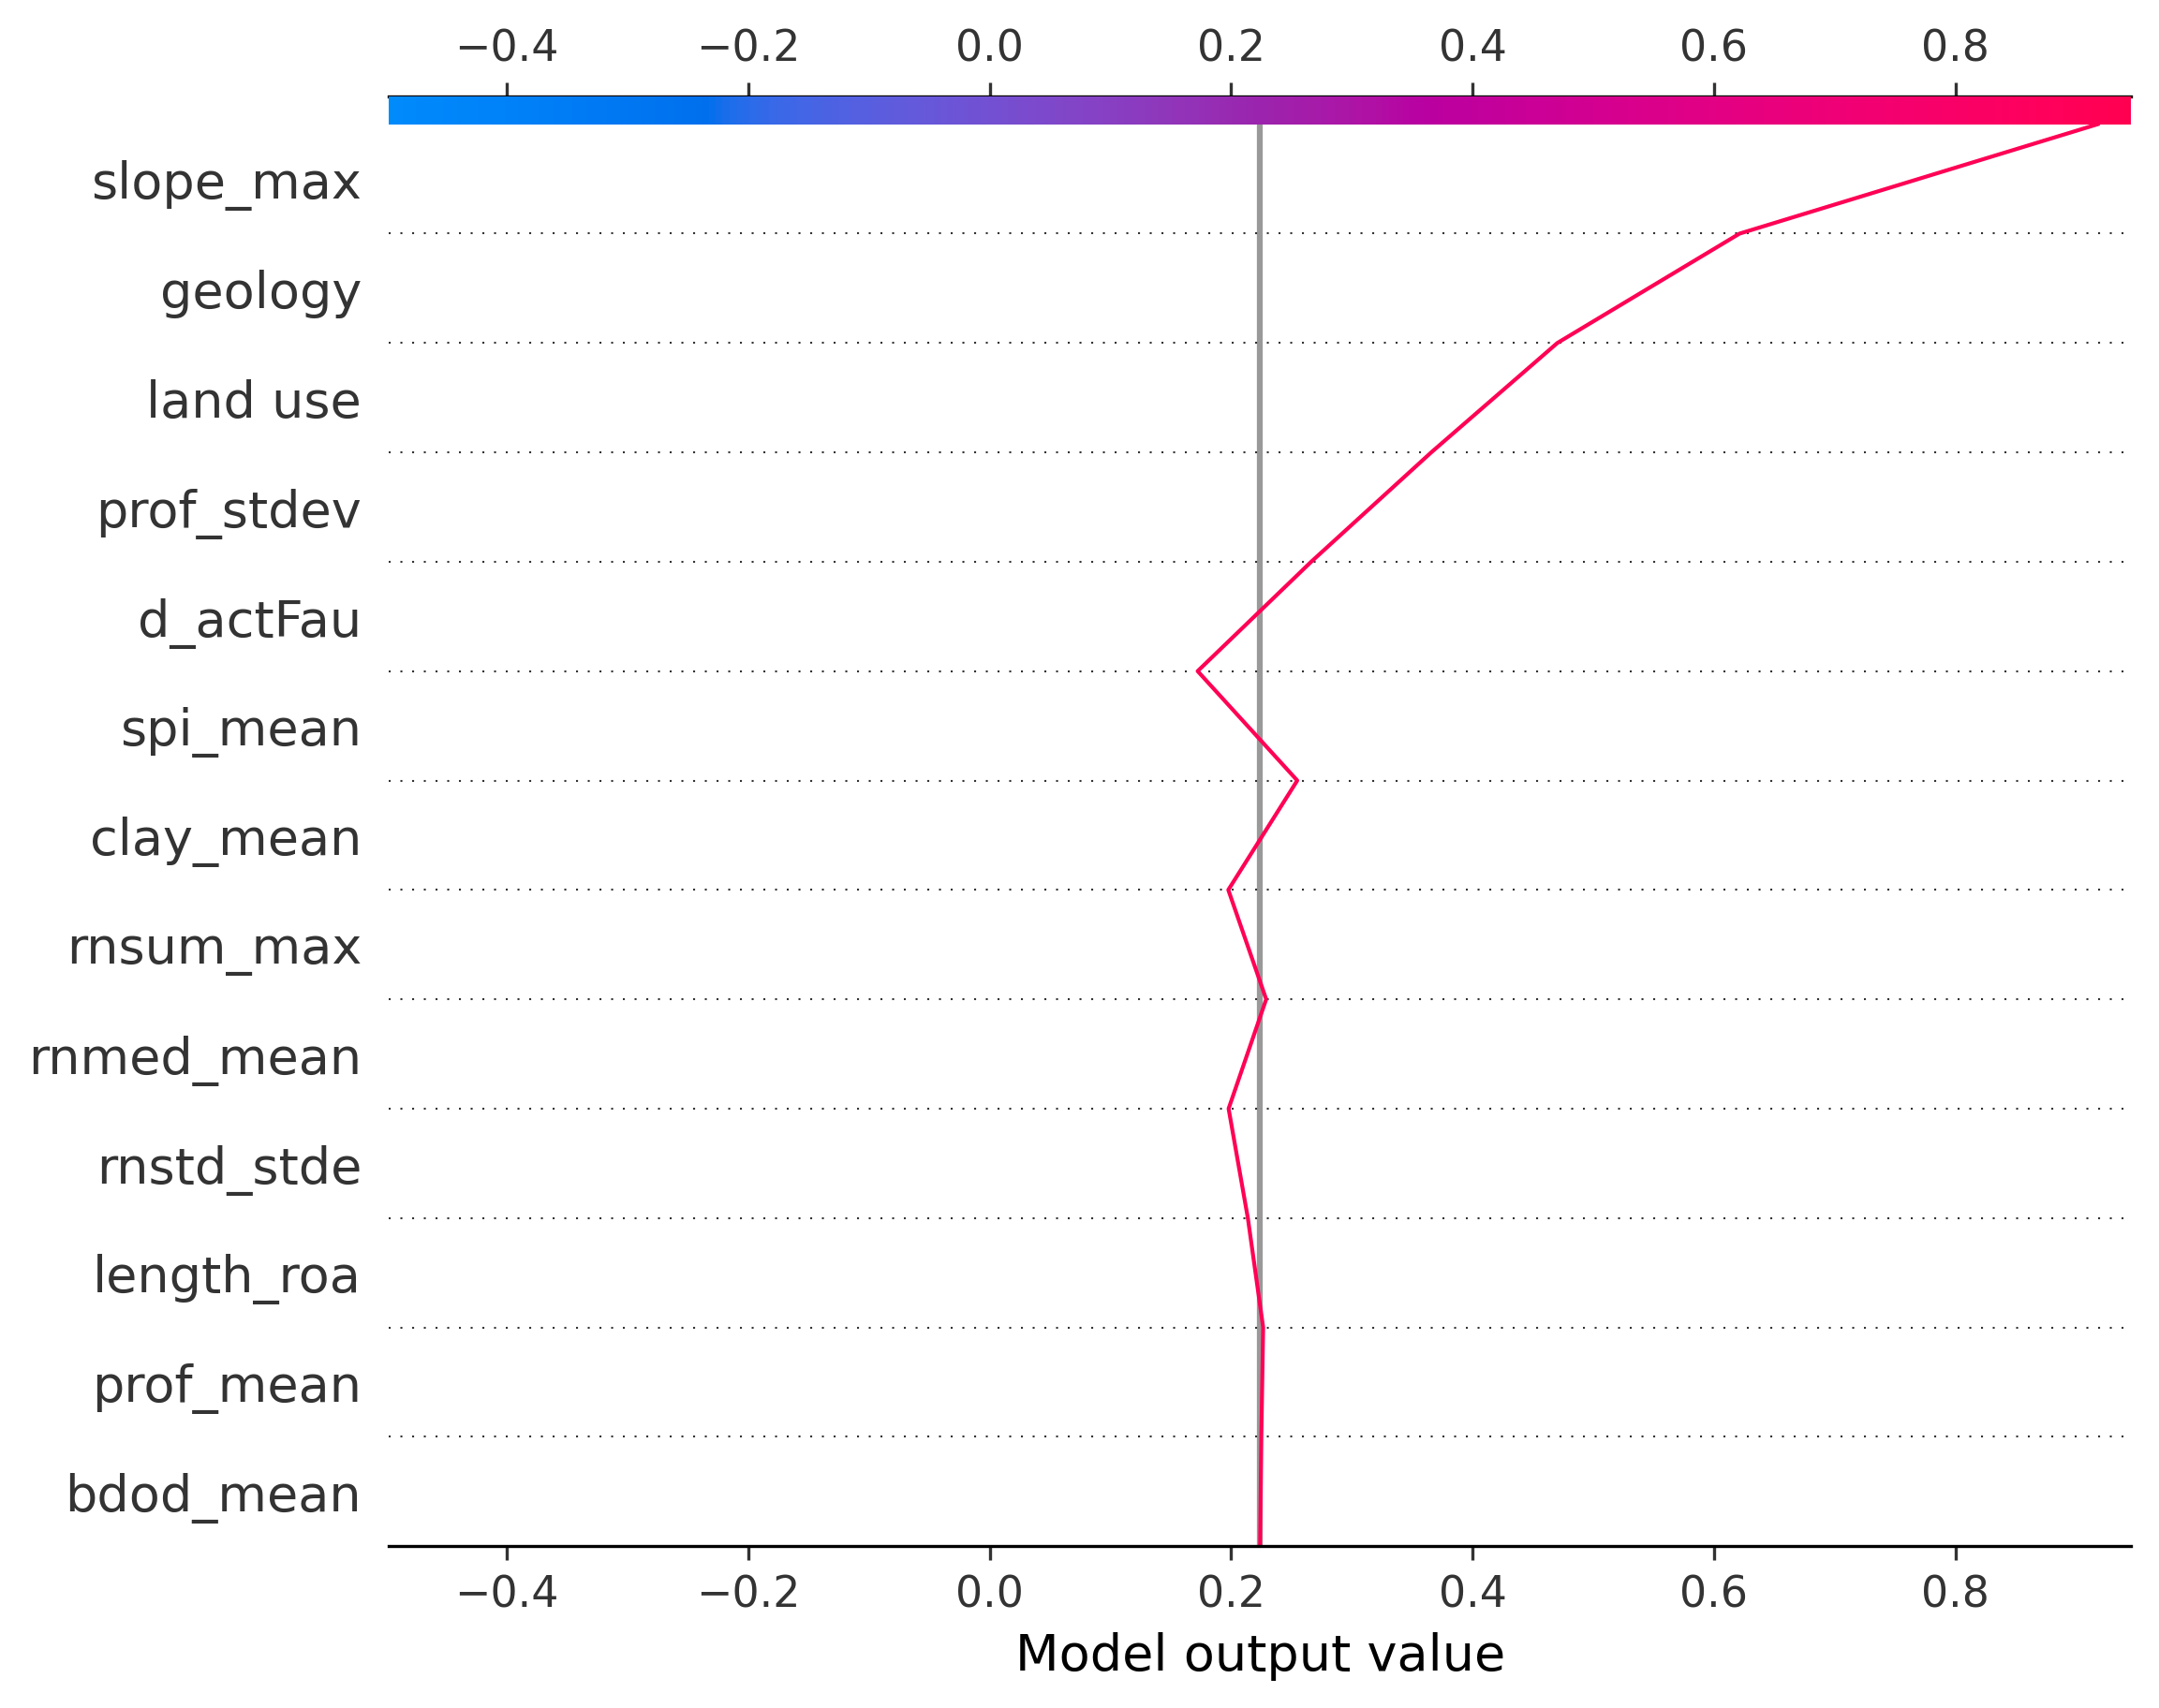 −0.4 −0.2 0.0 0.2 0.4 0.6 0.8
slope_max
geology
land use
prof_stdev
d_actFau
spi_mean
clay_mean
rnsum_max
rnmed_mean
rnstd_stde
length_roa
prof_mean
bdod_mean
−0.4 −0.2 0.0 0.2 0.4 0.6 0.8
Model output value